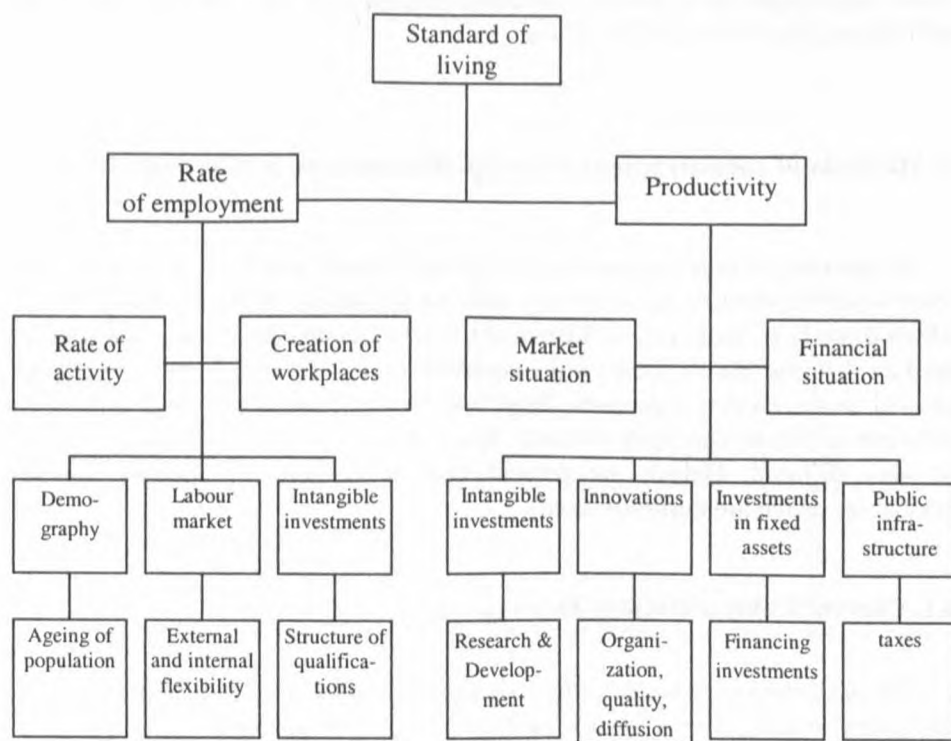 Standard of
living
Rate
of employment
Productivity
Rate of
activity
Creation of
workplaces
Market
situation
Financial
situation
Demo-
graphy
Labour
market
Intangible
investments
Intangible
investments
Innovations
Investments
in fixed
assets
Public
infra-
structure
Ageing of
population
External
and internal
flexibility
Structure of
qualifica-
tions
Research &
Develop-
ment
Organi-
zation,
quality,
diffusion
Financing
investments
taxes